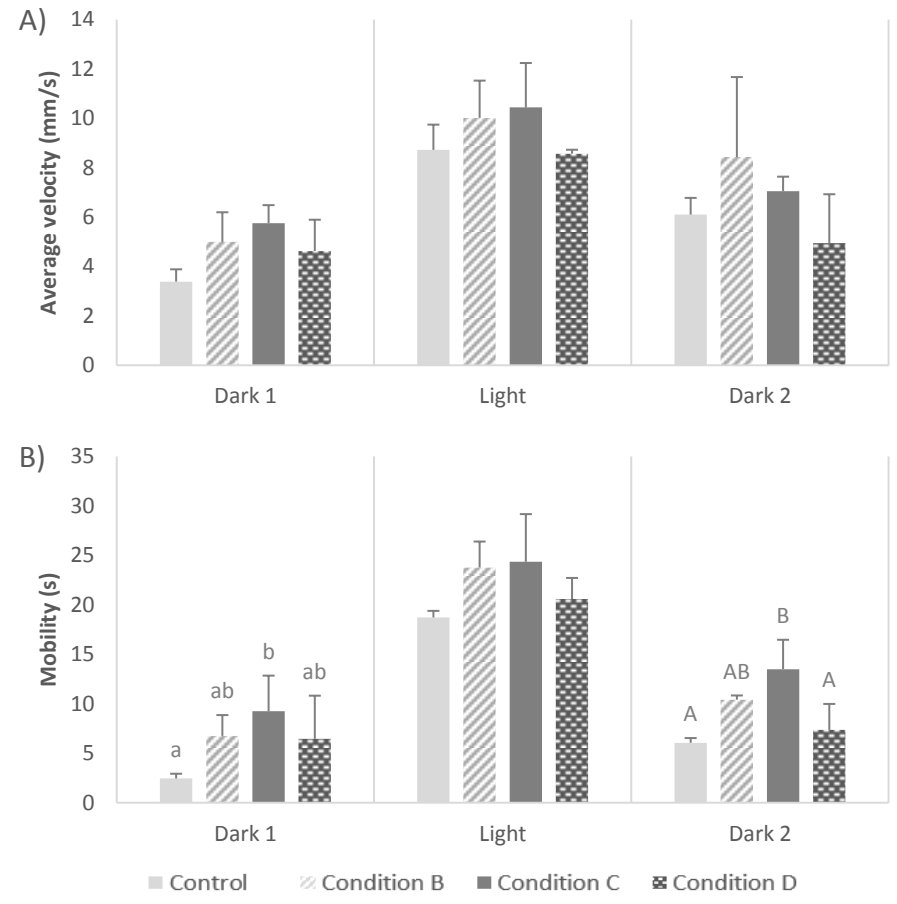 A)
Average velocity (mm/s)
14
12
10
8
6
4
2
0
Dark 1 Light Dark 2
B)
Mobility (s)
35
30
25
20
15
10
5
0
a ab b ab A AB B A
Dark 1 Light Dark 2
Control Condition B Condition C Condition D